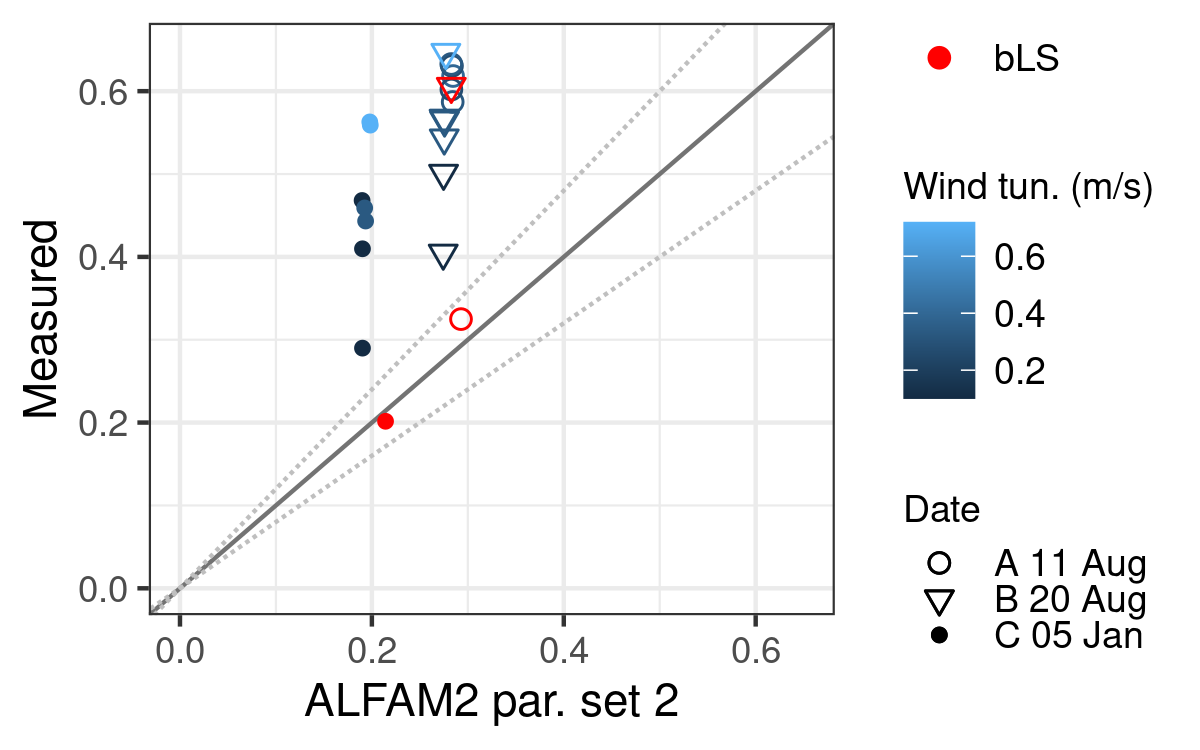 Measured
0.6
0.4
0.2
0.0
0.0 0.2 0.4 0.6
ALFAM2 par. set 2
bLS
Wind tun. (m/s)
0.6
0.4
0.2
Date
A 11 Aug
B 20 Aug
C 05 Jan